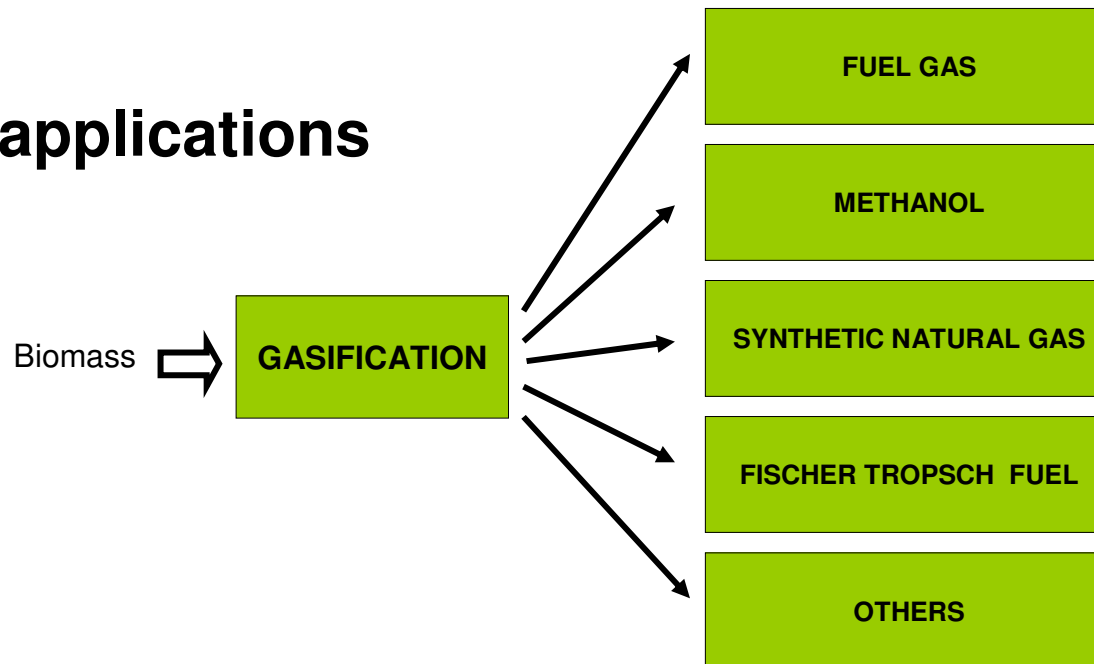 applications
Biomass
GASIFICATION
FUEL GAS
METHANOL
SYNTHETIC NATURAL GAS
FISCHER TROPSCH FUEL
OTHERS